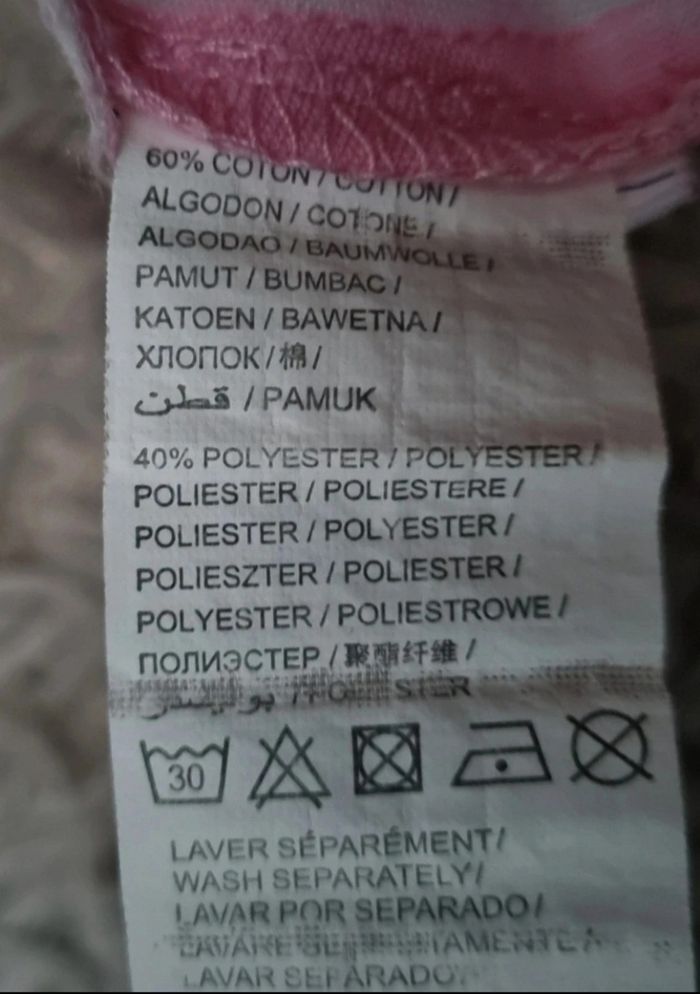 60% COTON / COTTON /
ALGODON / COTONE /
ALGODAO / BAUMWOLLE /
PAMUT / BUMBAC /
KATOEN / BAWETNA /
ХЛОПОК / 棉 /
قطن / PAMUK
40% POLYESTER / POLYESTER /
POLIESTER / POLIESTERE /
POLIESTER / POLYESTER /
POLIESZTER / POLIESTER /
POLYESTER / POLIESTROWE /
ПОЛИЭСТЕР / 聚酯纤维 /
30
LAVER SÉPARÉMENT/
WASH SEPARATELY/
LAVAR POR SEPARADO/
LAVAR SEPARADO